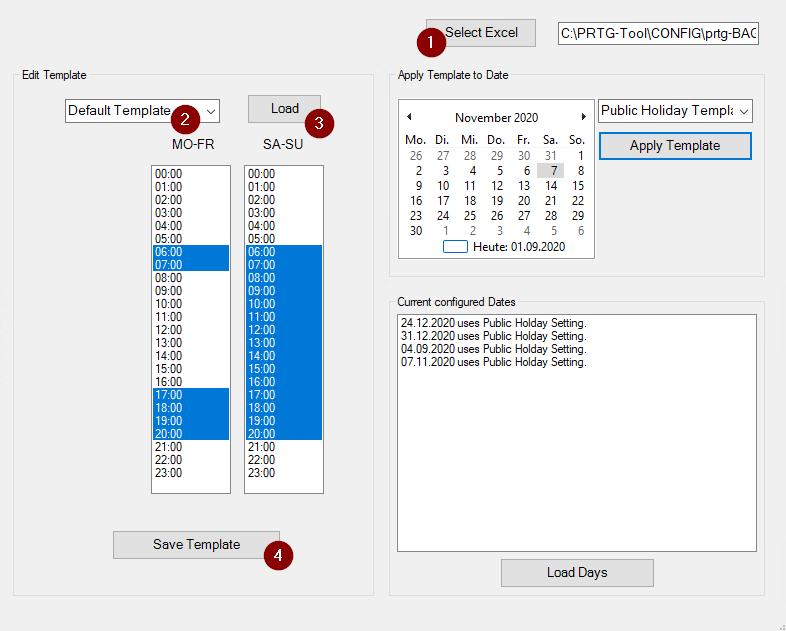 1 Select Excel C:\PRTG-Tool\CONFIG\prtg-BAC
Edit Template
Default Template 2
Load 3
MO-FR SA-SU
00:00 00:00
01:00 01:00
02:00 02:00
03:00 03:00
04:00 04:00
05:00 05:00
06:00 06:00
07:00 07:00
08:00 08:00
09:00 09:00
10:00 10:00
11:00 11:00
12:00 12:00
13:00 13:00
14:00 14:00
15:00 15:00
16:00 16:00
17:00 17:00
18:00 18:00
19:00 19:00
20:00 20:00
21:00 21:00
22:00 22:00
23:00 23:00
Save Template 4
Apply Template to Date
November 2020
Mo. Di. Mi. Do. Fr. Sa. So.
26 27 28 29 30 31 1
2 3 4 5 6 7 8
9 10 11 12 13 14 15
16 17 18 19 20 21 22
23 24 25 26 27 28 29
30 1 2 3 4 5 6
Heute: 01.09.2020
Public Holiday Templa
Apply Template
Current configured Dates
24.12.2020 uses Public Holday Setting.
31.12.2020 uses Public Holday Setting.
04.09.2020 uses Public Holday Setting.
07.11.2020 uses Public Holday Setting.
Load Days